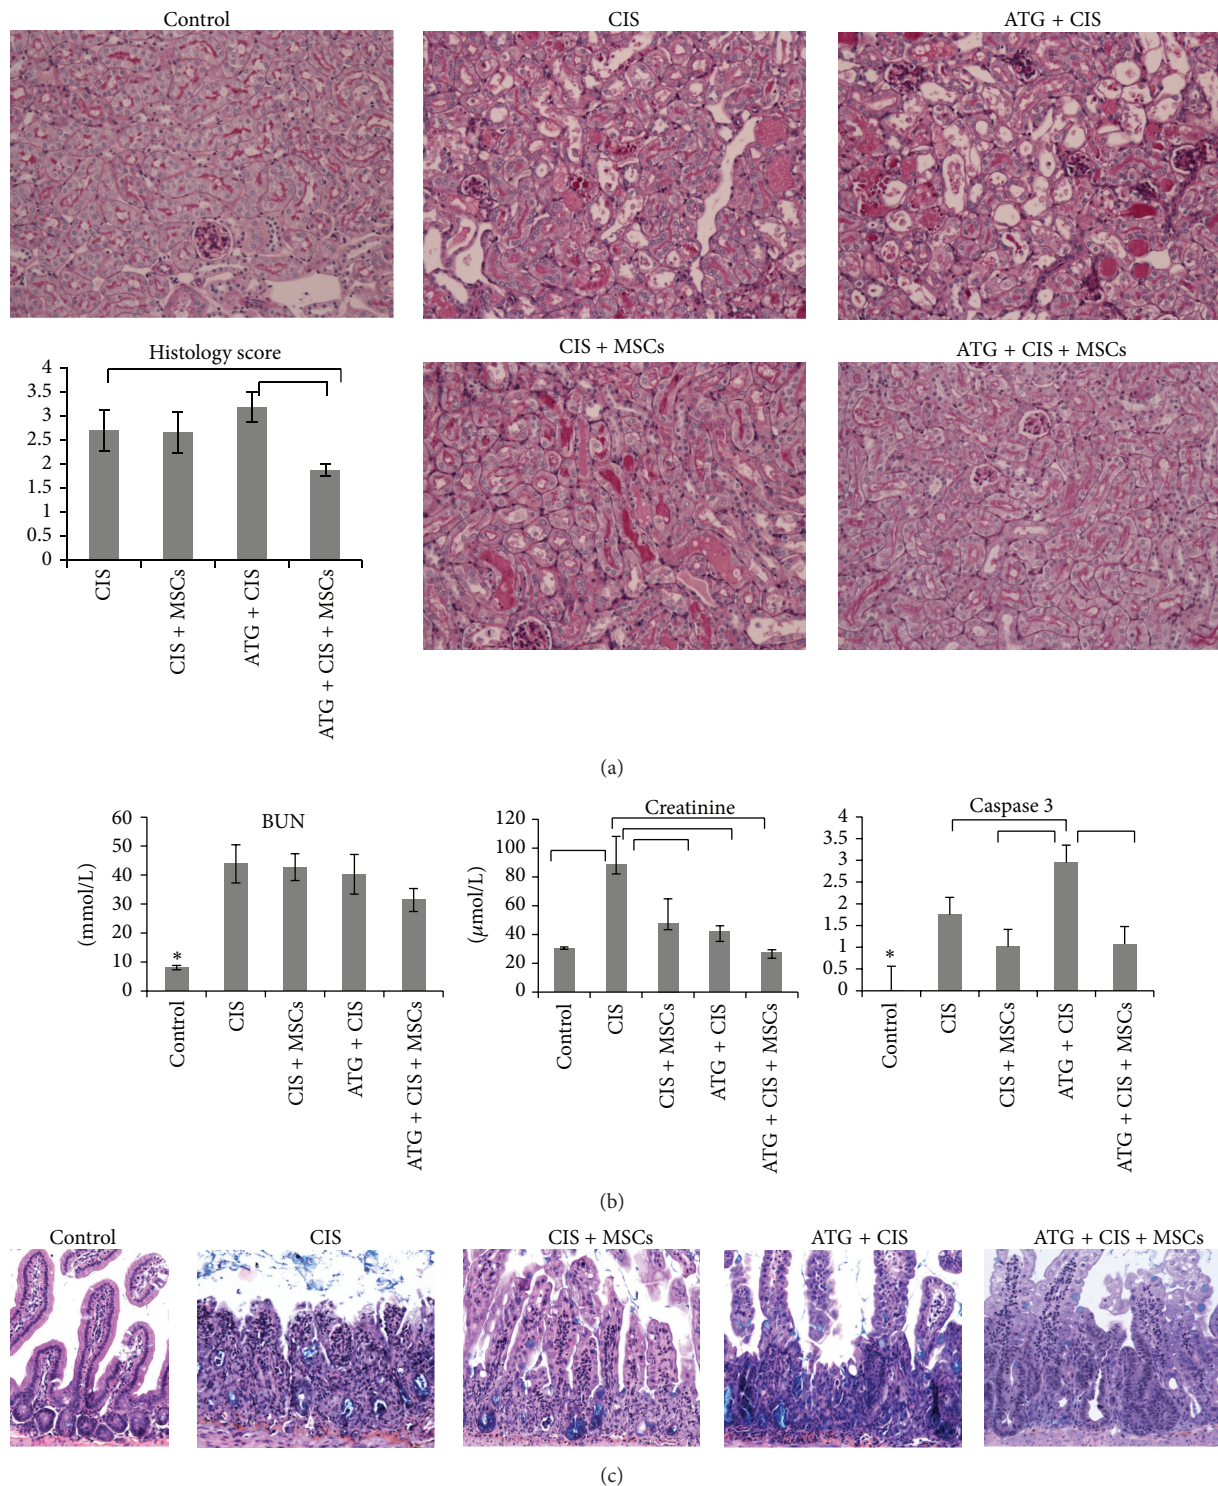 Control
CIS
ATG + CIS
Histology score
4
3.5
3
2.5
2
1.5
1
0.5
0
CIS
CIS + MSCs
ATG + CIS
ATG + CIS + MSCs
CIS + MSCs
ATG + CIS + MSCs
(a)
BUN
(mmol/L)
60
50
40
30
20
10
0
*
Control
CIS
CIS + MSCs
ATG + CIS
ATG + CIS + MSCs
Creatinine
(μmol/L)
120
100
80
60
40
20
0
Control
CIS
CIS + MSCs
ATG + CIS
ATG + CIS + MSCs
Caspase 3
4
3.5
3
2.5
2
1.5
1
0.5
0
*
Control
CIS
CIS + MSCs
ATG + CIS
ATG + CIS + MSCs
(b)
Control
CIS
CIS + MSCs
ATG + CIS
ATG + CIS + MSCs
(c)